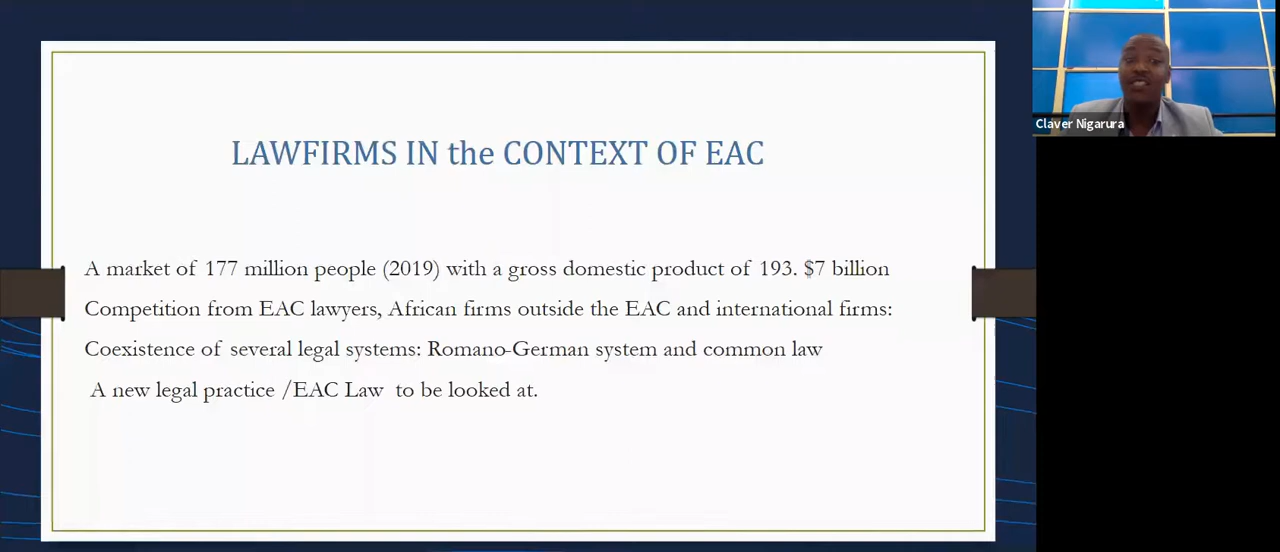 LAWFIRMS IN the CONTEXT OF EAC
A market of 177 million people (2019) with a gross domestic product of 193. $7 billion
Competition from EAC lawyers, African firms outside the EAC and international firms:
Coexistence of several legal systems: Romano-German system and common law
A new legal practice /EAC Law to be looked at.
Claver Nigarura